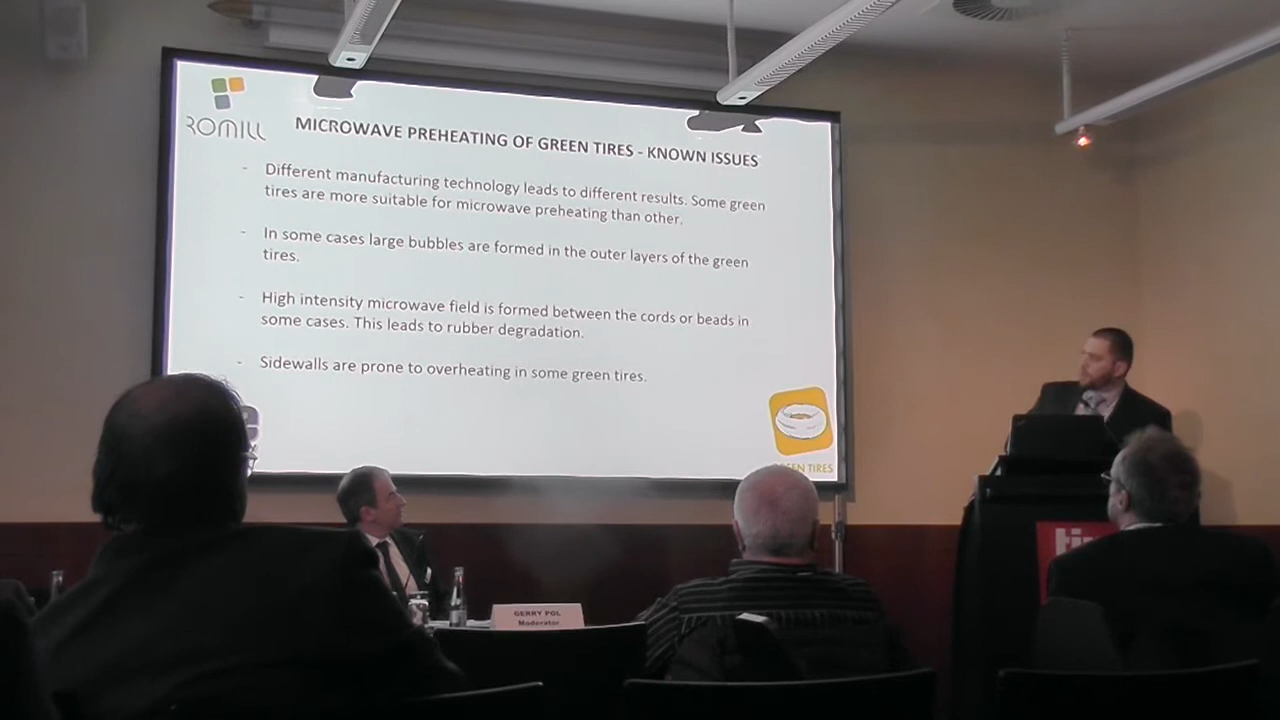 ROMILL
MICROWAVE PREHEATING OF GREEN TIRES - KNOWN ISSUES
- Different manufacturing technology leads to different results. Some green
tires are more suitable for microwave preheating than other.
- In some cases large bubbles are formed in the outer layers of the green
tires.
- High intensity microwave field is formed between the cords or beads in
some cases. This leads to rubber degradation.
- Sidewalls are prone to overheating in some green tires.
TIRES
GERRY POL
Moderator